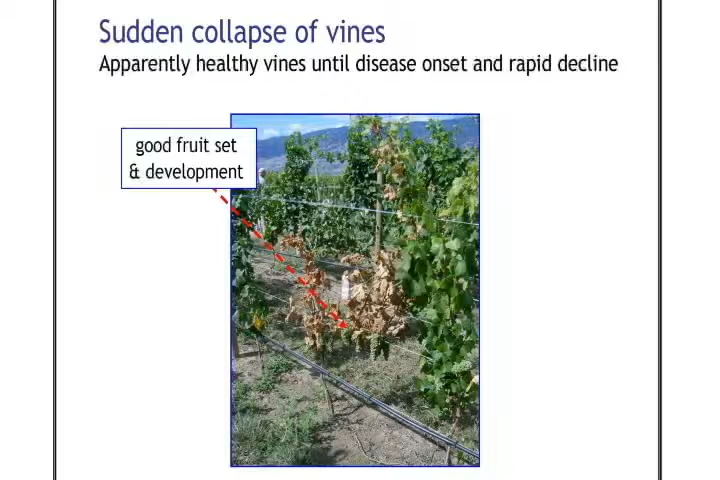 Sudden collapse of vines
Apparently healthy vines until disease onset and rapid decline
good fruit set
& development